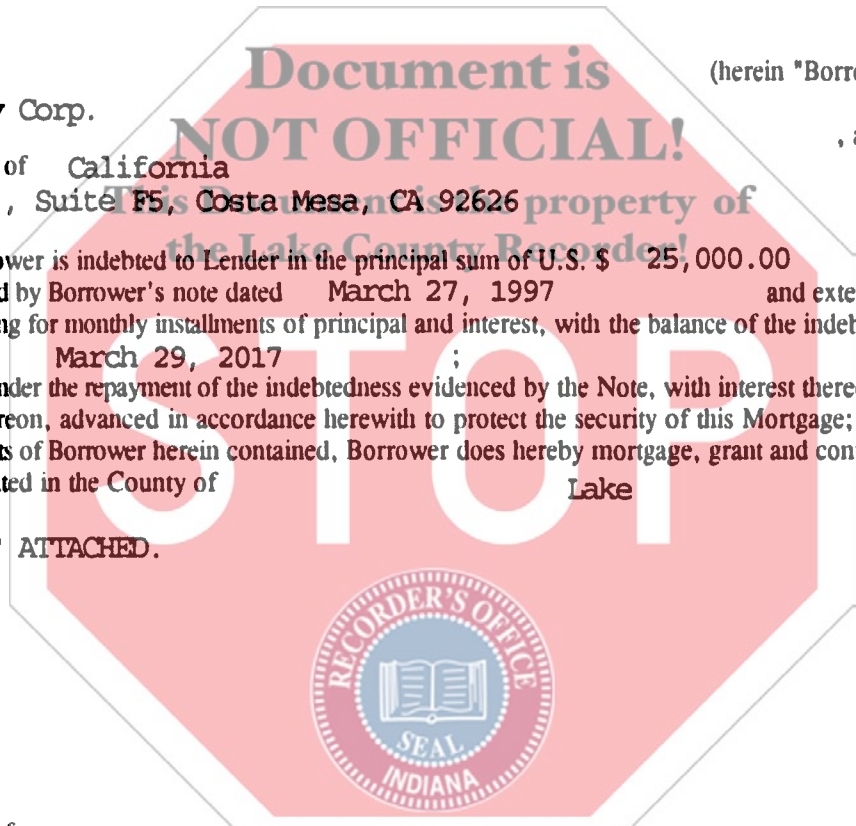 Document is
(herein "Borro
Corp.
NOT OFFICIAL!
, a
of California
, Suite F5, Costa Mesa, CA 92626
This Document is the property of
the Lake County Recorder!
wer is indebted to Lender in the principal sum of U.S. $ 25,000.00
d by Borrower's note dated March 27, 1997 and exte
ng for monthly installments of principal and interest, with the balance of the indeb
March 29, 2017 ;
nder the repayment of the indebtedness evidenced by the Note, with interest there
reon, advanced in accordance herewith to protect the security of this Mortgage;
ts of Borrower herein contained, Borrower does hereby mortgage, grant and con
ted in the County of Lake
STOP
ATTACHED.
RECORDER'S OFFICE
SEAL
INDIANA